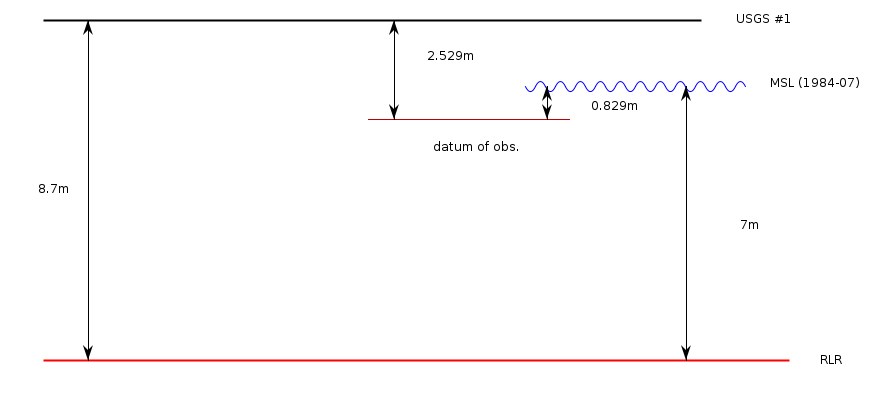 USGS #1
2.529m
MSL (1984-07)
0.829m
datum of obs.
8.7m
7m
RLR